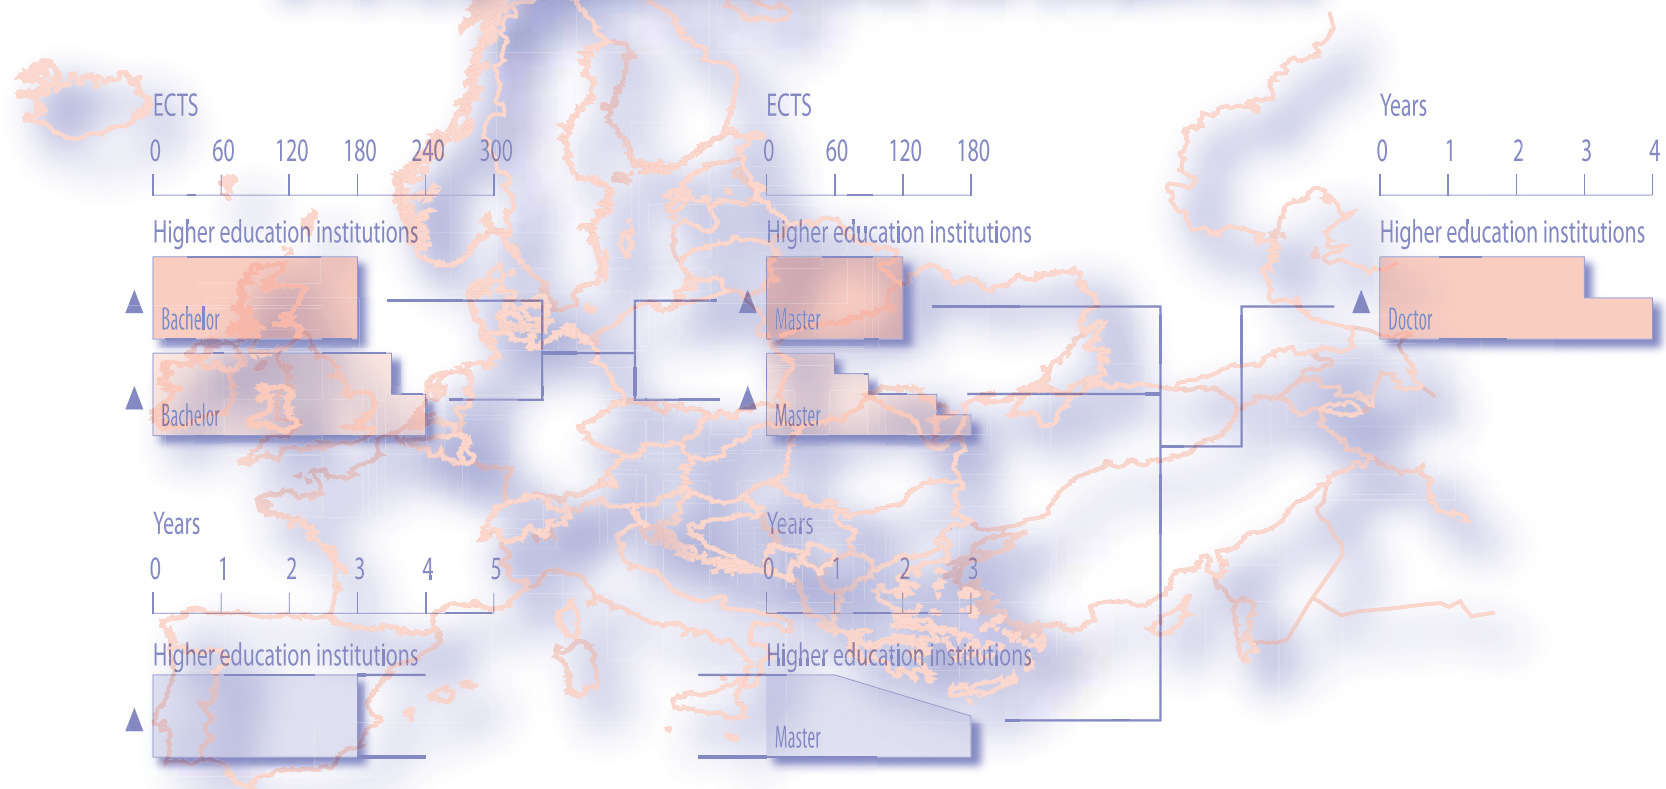 ECTS
0 60 120 180 240 300
Higher education institutions
Bachelor
Bachelor
Years
0 1 2 3 4 5
Higher education institutions
ECTS
0 60 120 180
Higher education institutions
Master
Master
Years
0 1 2 3
Higher education institutions
Master
Years
0 1 2 3 4
Higher education institutions
Doctor